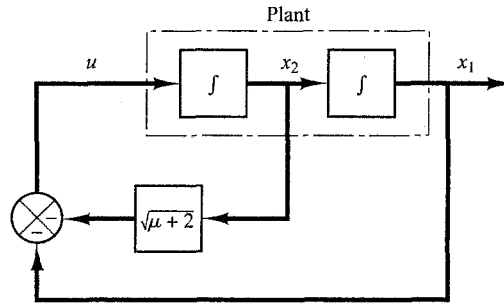 Plant
u
∫
x₂
∫
x₁
√μ + 2
−
−